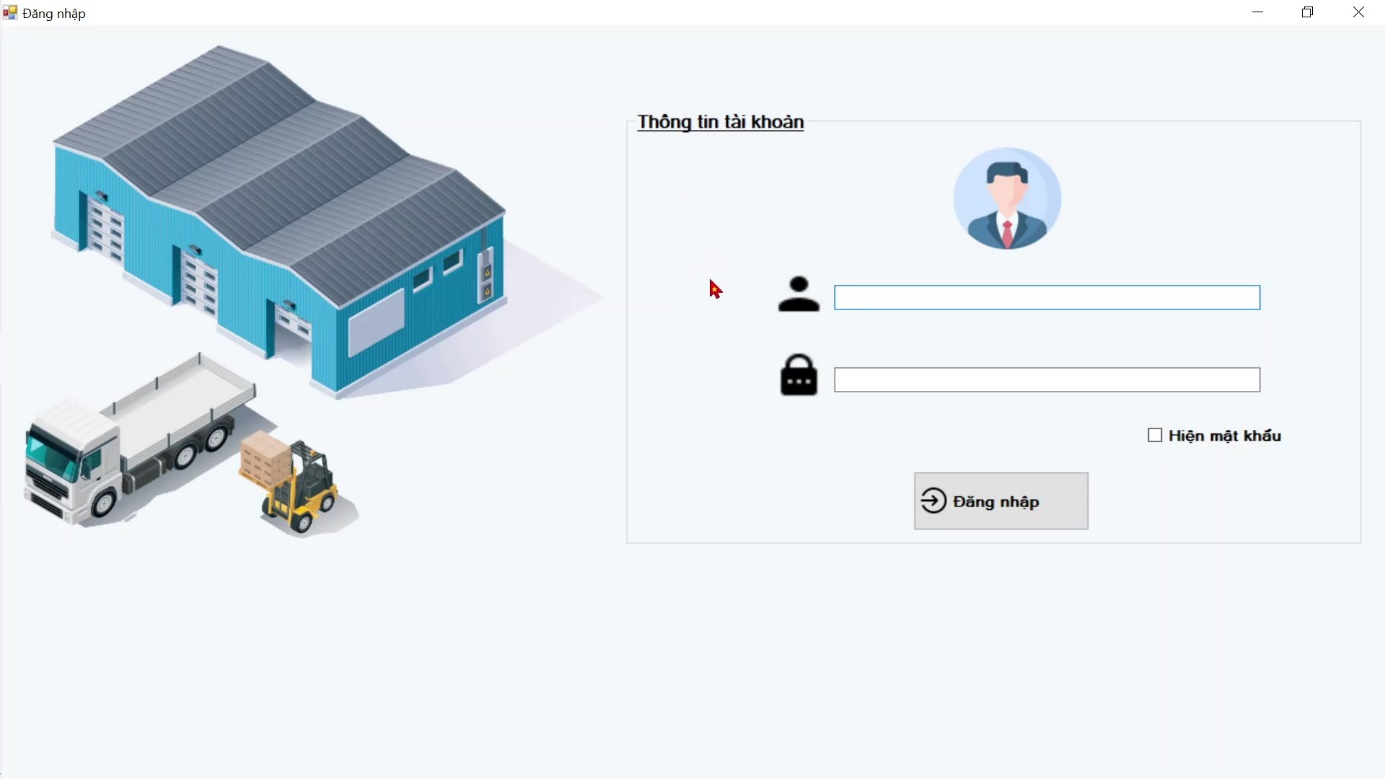 Đăng nhập
Thông tin tài khoản
Hiện mật khẩu
Đăng nhập